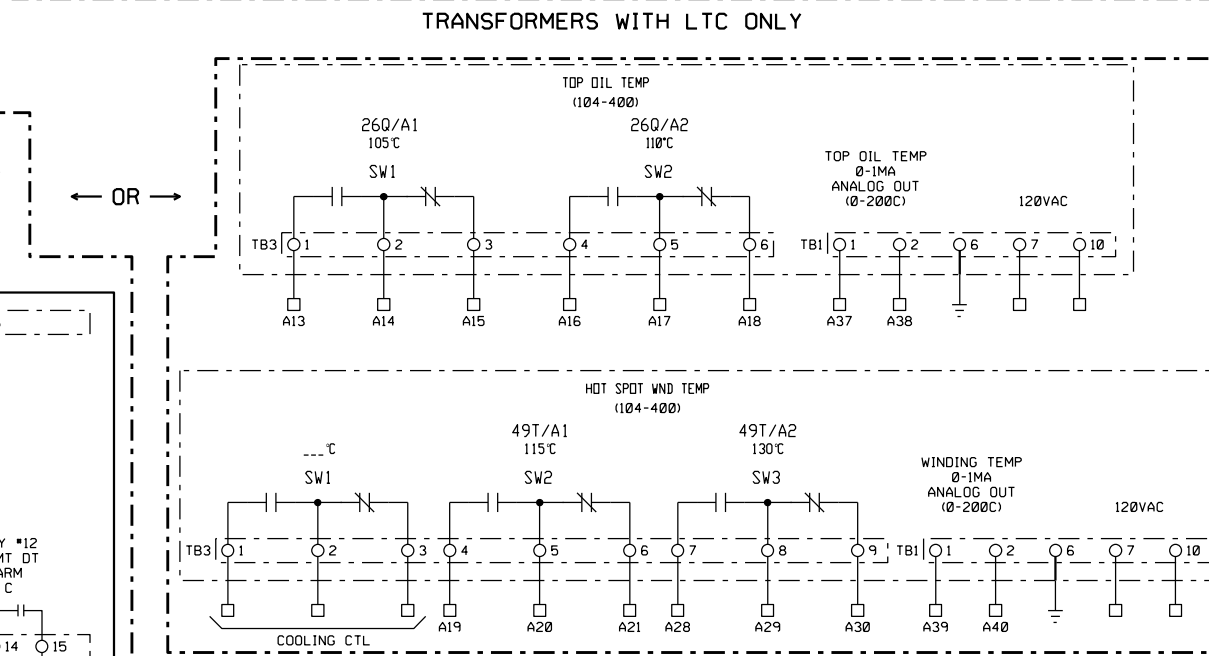 TRANSFORMERS WITH LTC ONLY
TOP OIL TEMP
(104-400)
26Q/A1
105°C
SW1
26Q/A2
110°C
SW2
TOP OIL TEMP
0-1MA
ANALOG OUT
(0-200C)
120VAC
← OR →
TB3 1 2 3 4 5 6
TB1 1 2 6 7 10
A13 A14 A15 A16 A17 A18 A37 A38
HOT SPOT WND TEMP
(104-400)
___°C
SW1
49T/A1
115°C
SW2
49T/A2
130°C
SW3
WINDING TEMP
0-1MA
ANALOG OUT
(0-200C)
120VAC
TB3 1 2 3 4 5 6 7 8 9
TB1 1 2 6 7 10
A19 A20 A21 A28 A29 A30 A39 A40
COOLING CTL
Y #12
MT DT
ARM
C
14 15